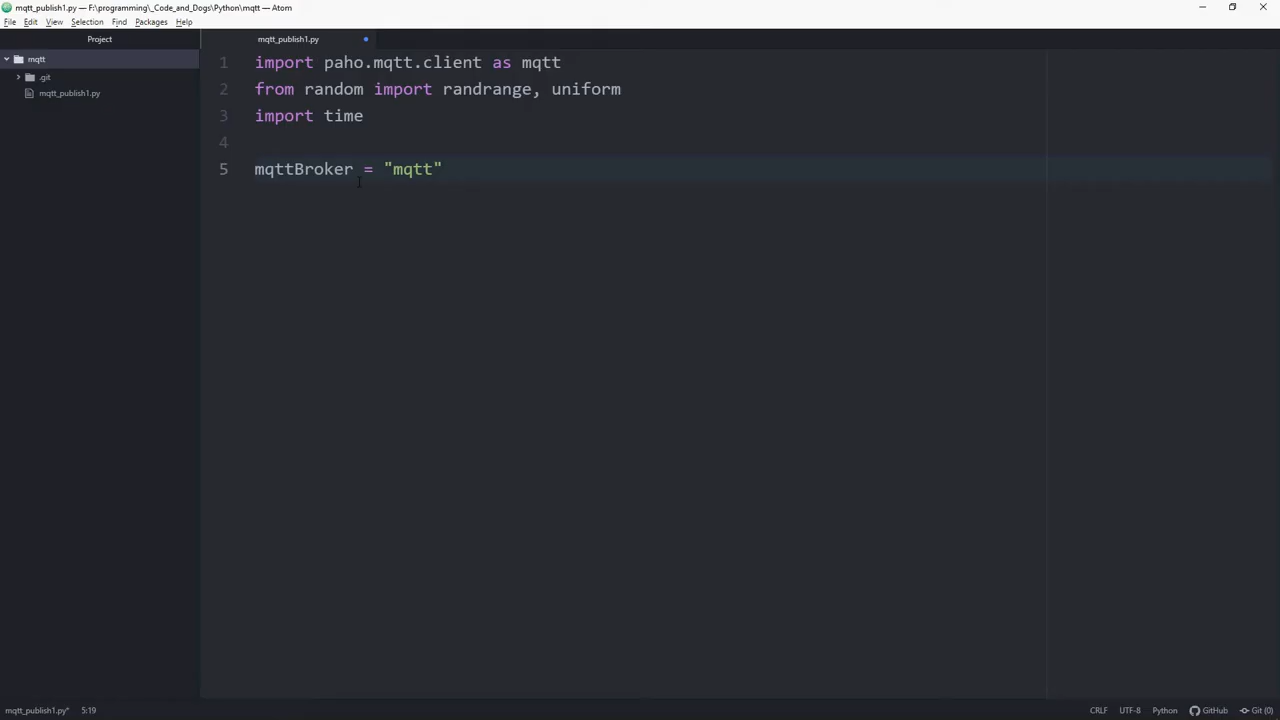 mqtt_publish1.py — F:\programming\_Code_and_Dogs\Python\mqtt — Atom
File Edit View Selection Find Packages Help
Project
mqtt_publish1.py
mqtt
.git
mqtt_publish1.py
1 import paho.mqtt.client as mqtt
2 from random import randrange, uniform
3 import time
4
5 mqttBroker = "mqtt"
mqtt_publish1.py* 5:19 CRLF UTF-8 Python GitHub Git (0)